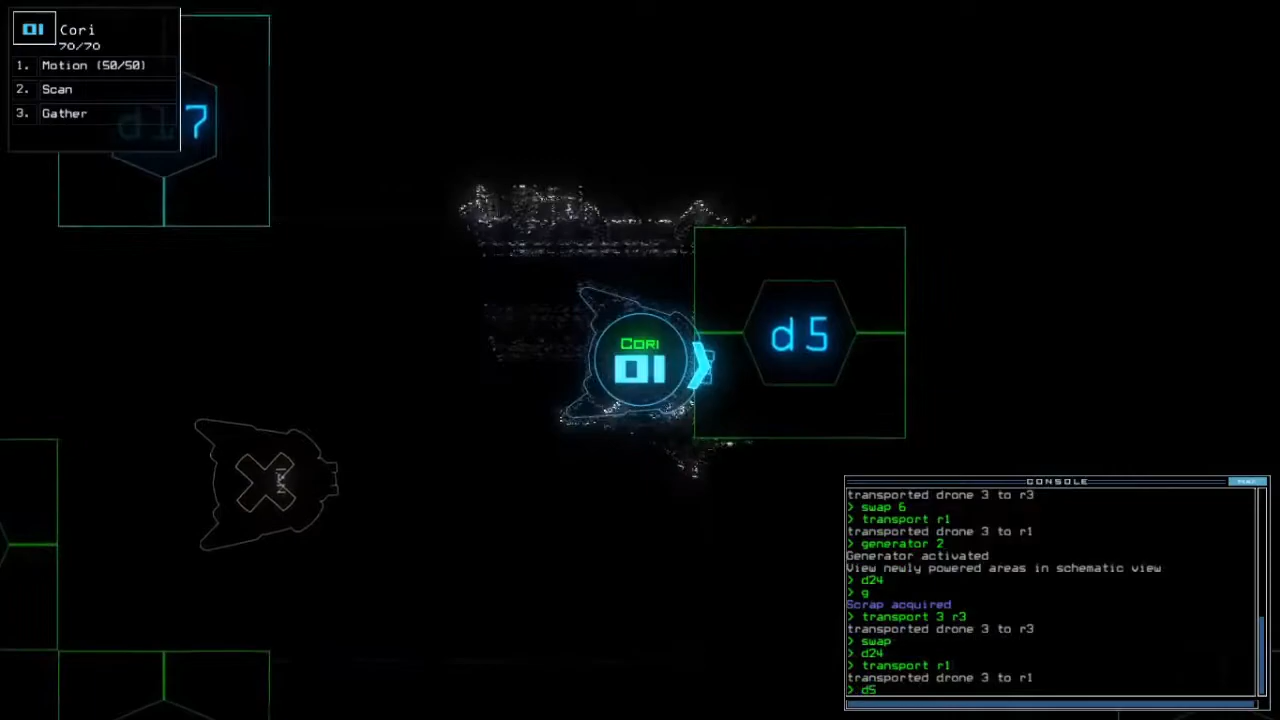 01 Cori
70/70
1. Motion (50/50)
2. Scan
3. Gather
d17
d5
Cori
01
CONSOLE
transported drone 3 to r3
> swap 6
> transport r1
transported drone 3 to r1
> generator 2
Generator activated
View newly powered areas in schematic view
> d24
> g
Scrap acquired
> transport 3 r3
transported drone 3 to r3
> swap
> d24
> transport r1
transported drone 3 to r1
> d5